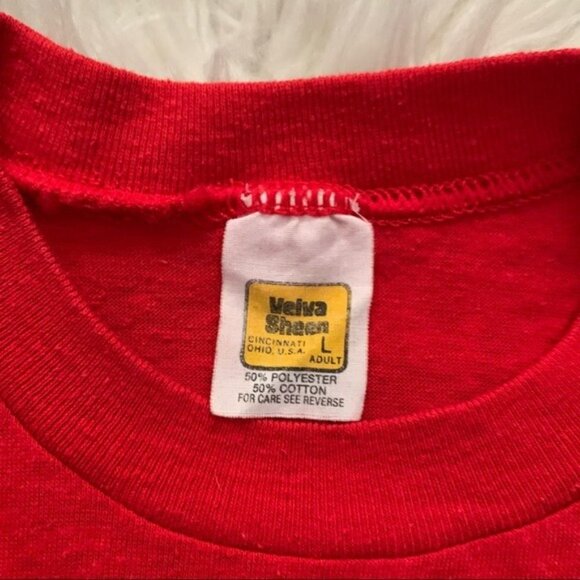 Velva
Sheen
CINCINNATI
OHIO, U.S.A.
L
ADULT
50% POLYESTER
50% COTTON
FOR CARE SEE REVERSE